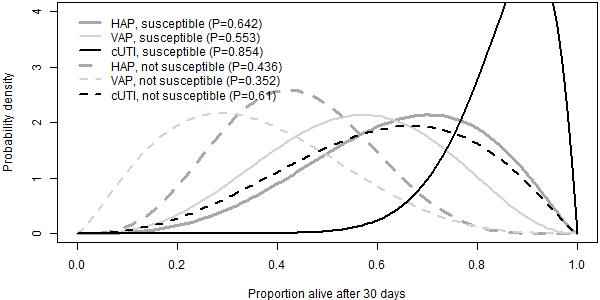 HAP, susceptible (P=0.642)
VAP, susceptible (P=0.553)
cUTI, susceptible (P=0.854)
HAP, not susceptible (P=0.436)
VAP, not susceptible (P=0.352)
cUTI, not susceptible (P=0.61)
Probability density
4
3
2
1
0
0.0 0.2 0.4 0.6 0.8 1.0
Proportion alive after 30 days